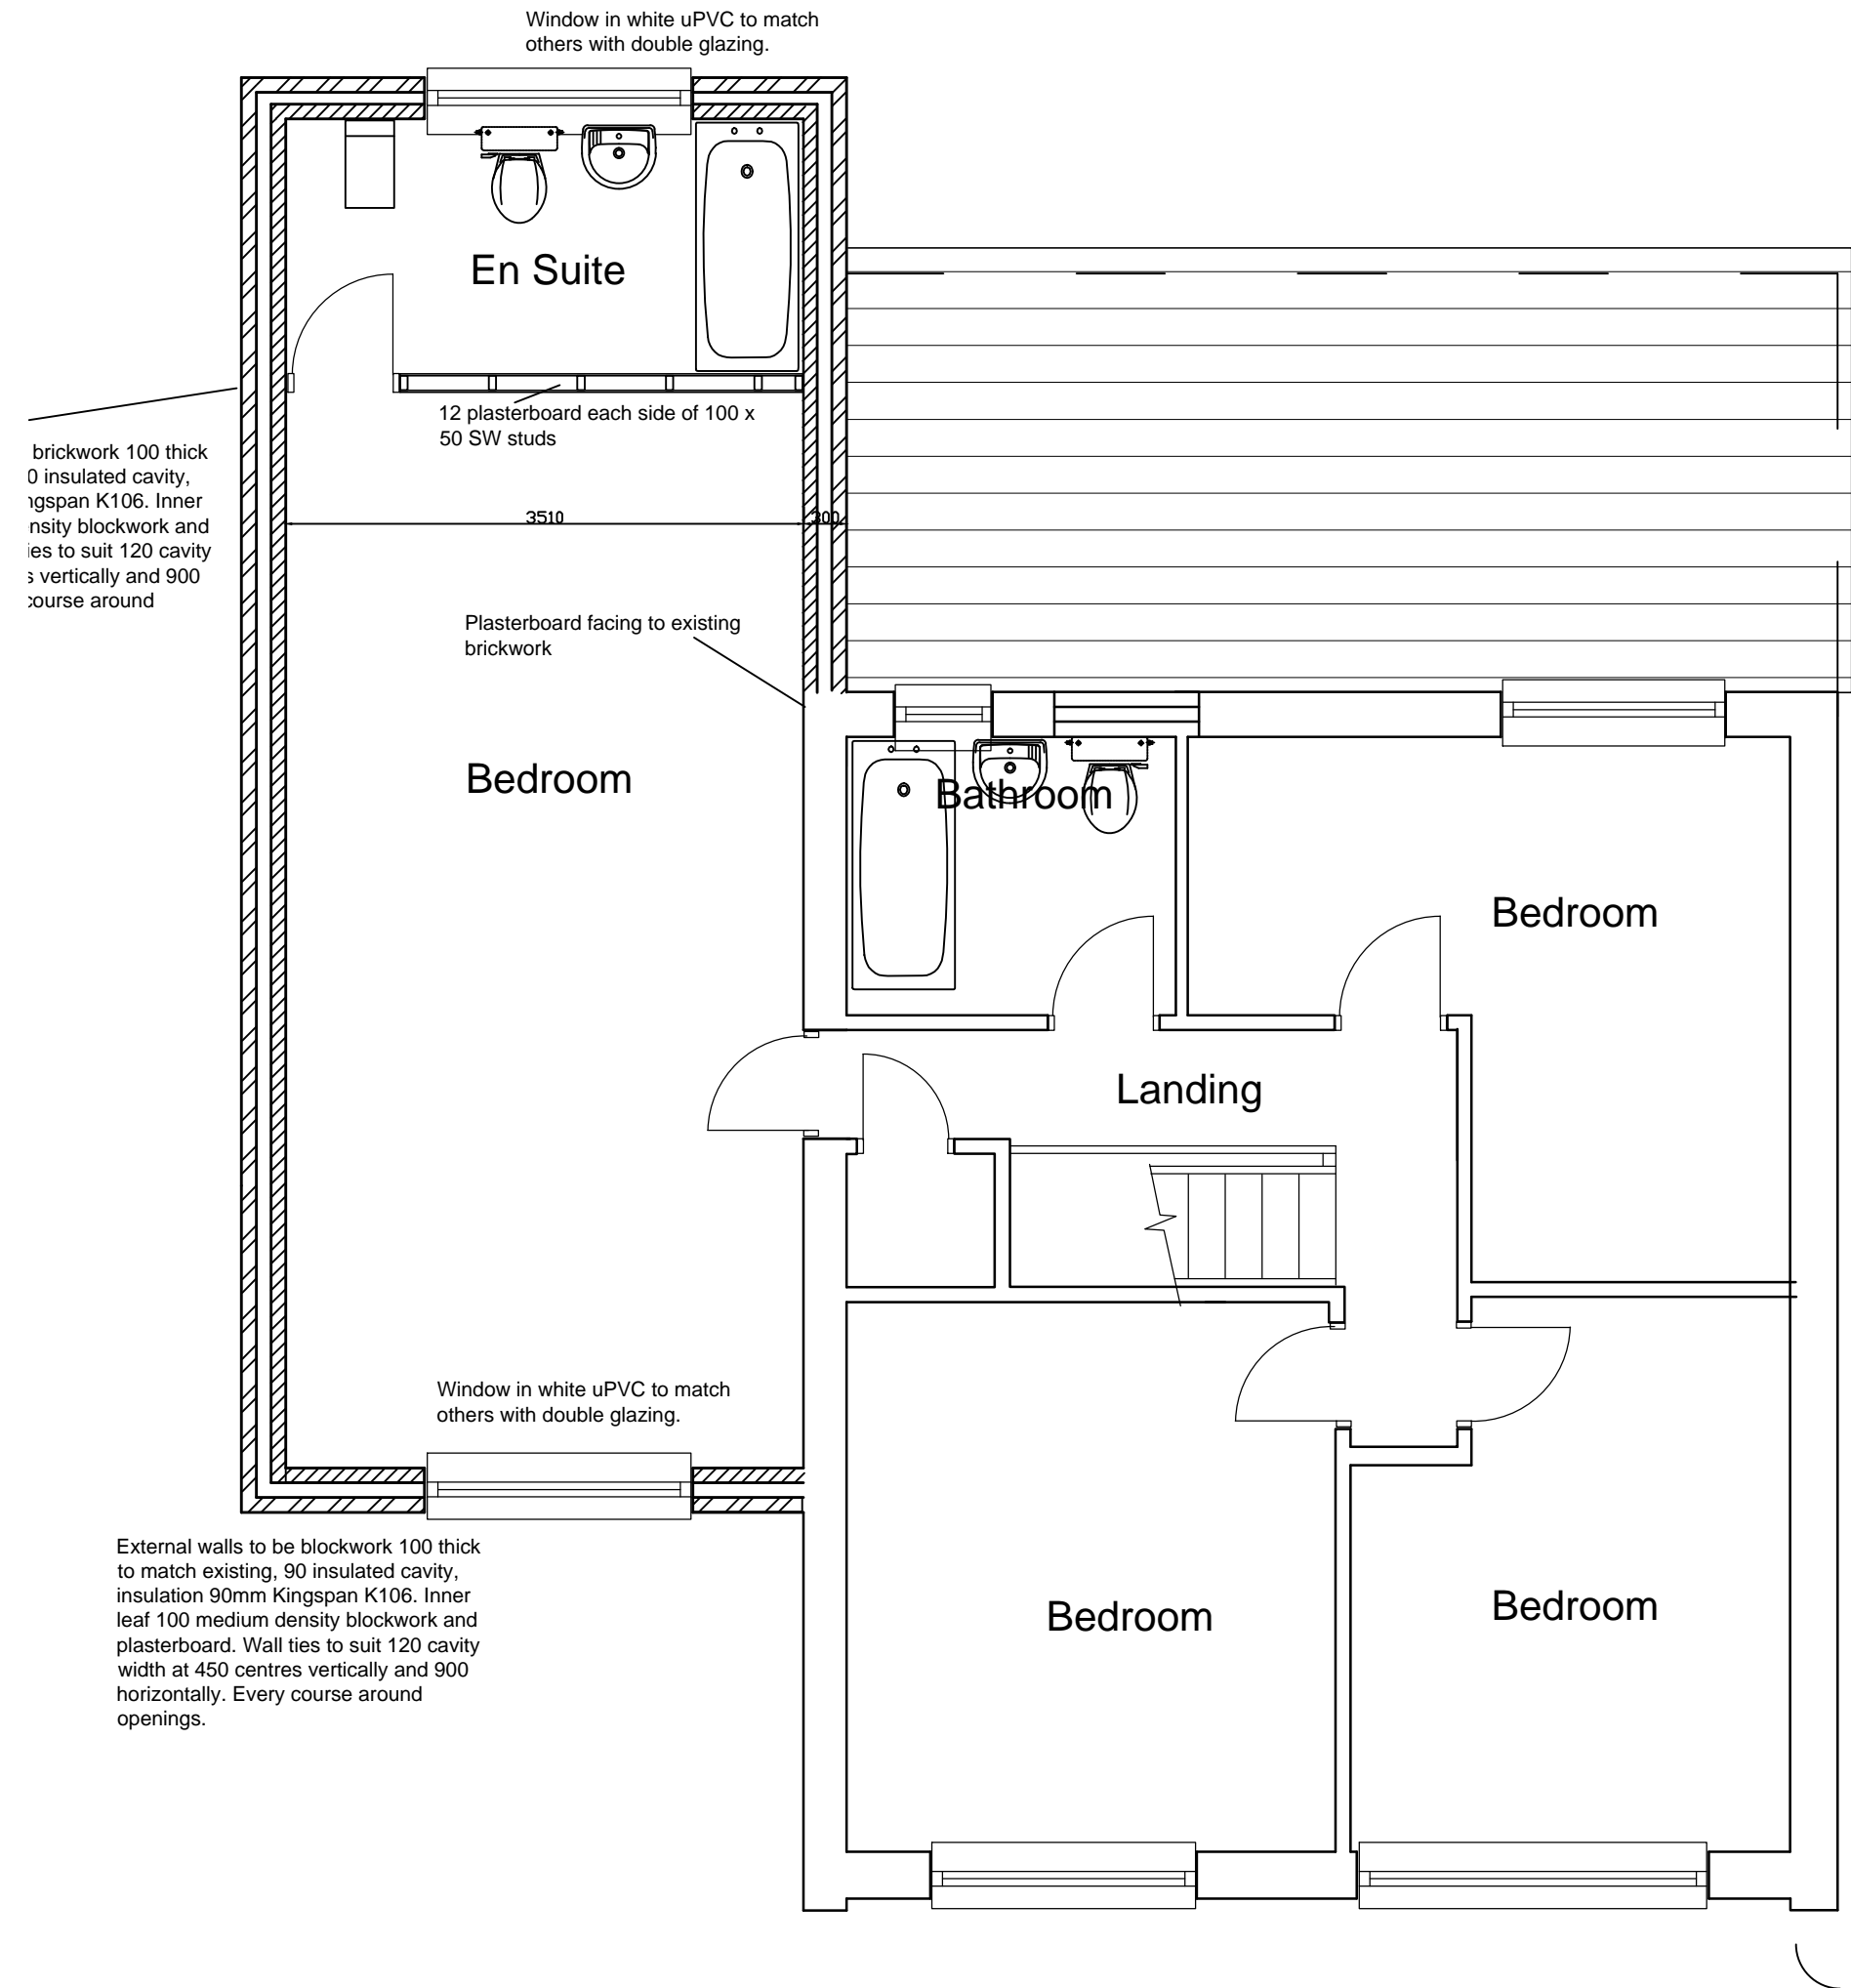 Window in white uPVC to match
others with double glazing.
En Suite
12 plasterboard each side of 100 x
50 SW studs
brickwork 100 thick
insulated cavity,
K106. Inner
blockwork and
to suit 120 cavity
vertically and 900
course around
3510
300
Plasterboard facing to existing
brickwork
Bedroom
Bathroom
Bedroom
Landing
Window in white uPVC to match
others with double glazing.
External walls to be blockwork 100 thick
to match existing, 90 insulated cavity,
insulation 90mm Kingspan K106. Inner
leaf 100 medium density blockwork and
plasterboard. Wall ties to suit 120 cavity
width at 450 centres vertically and 900
horizontally. Every course around
openings.
Bedroom
Bedroom